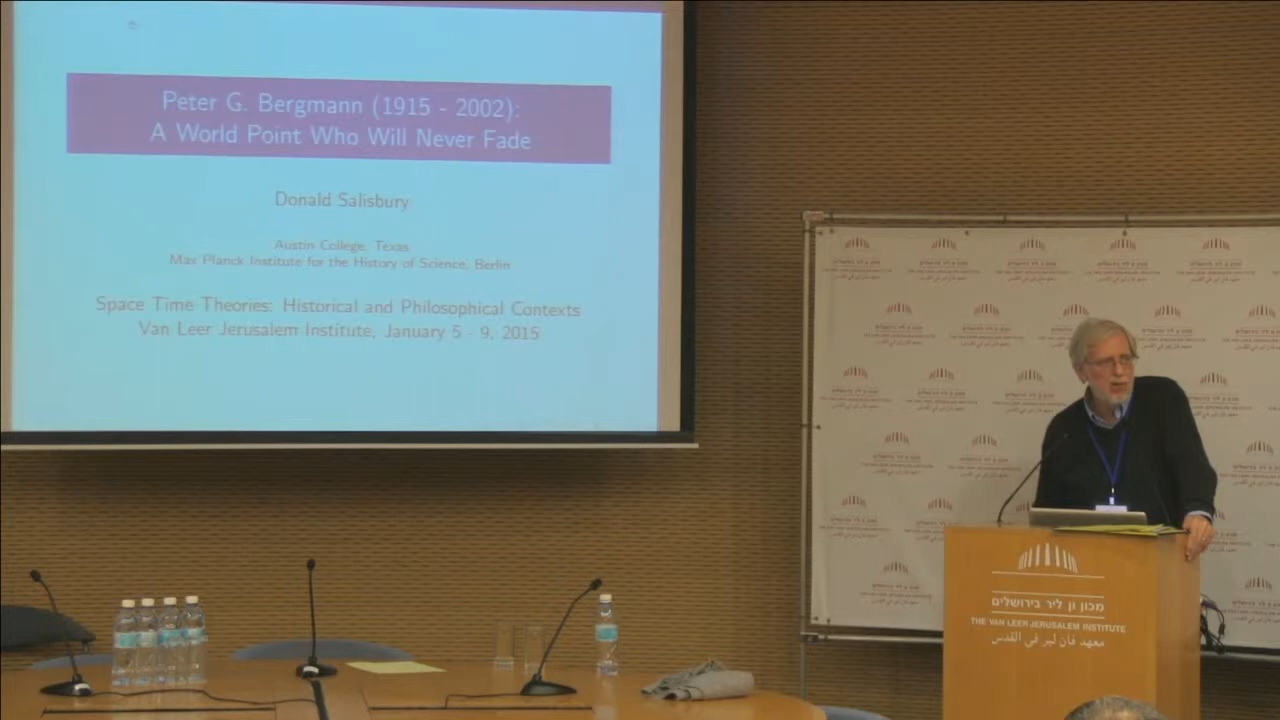 Peter G. Bergmann (1915 - 2002):
A World Point Who Will Never Fade
Donald Salisbury
Austin College, Texas
Max Planck Institute for the History of Science, Berlin
Space Time Theories: Historical and Philosophical Contexts
Van Leer Jerusalem Institute, January 5 - 9, 2015
מכון ון ליר בירושלים
THE VAN LEER JERUSALEM INSTITUTE
معهد فان لير في القدس